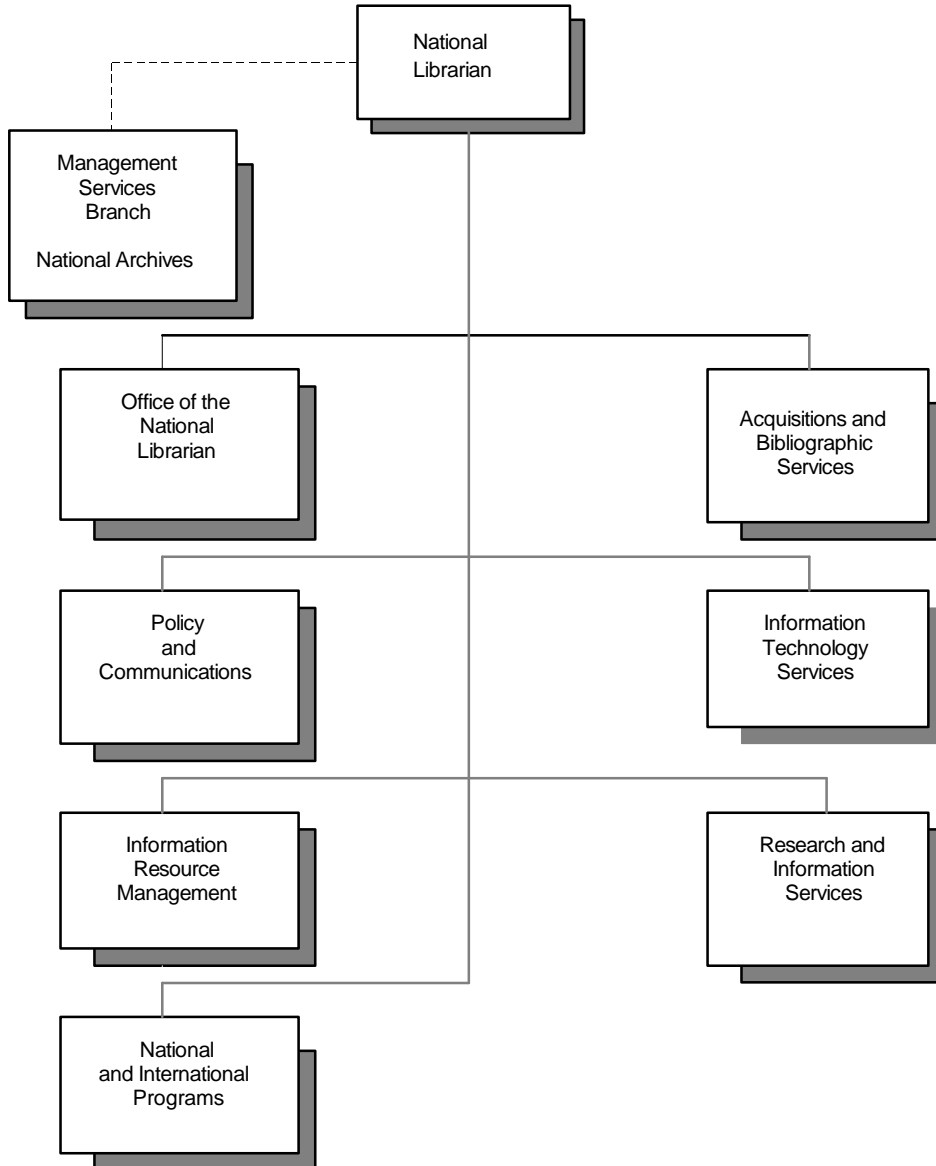 National
Librarian
Management
Services
Branch
National Archives
Office of the
National
Librarian
Acquisitions and
Bibliographic
Services
Policy
and
Communications
Information
Technology
Services
Information
Resource
Management
Research and
Information
Services
National
and International
Programs